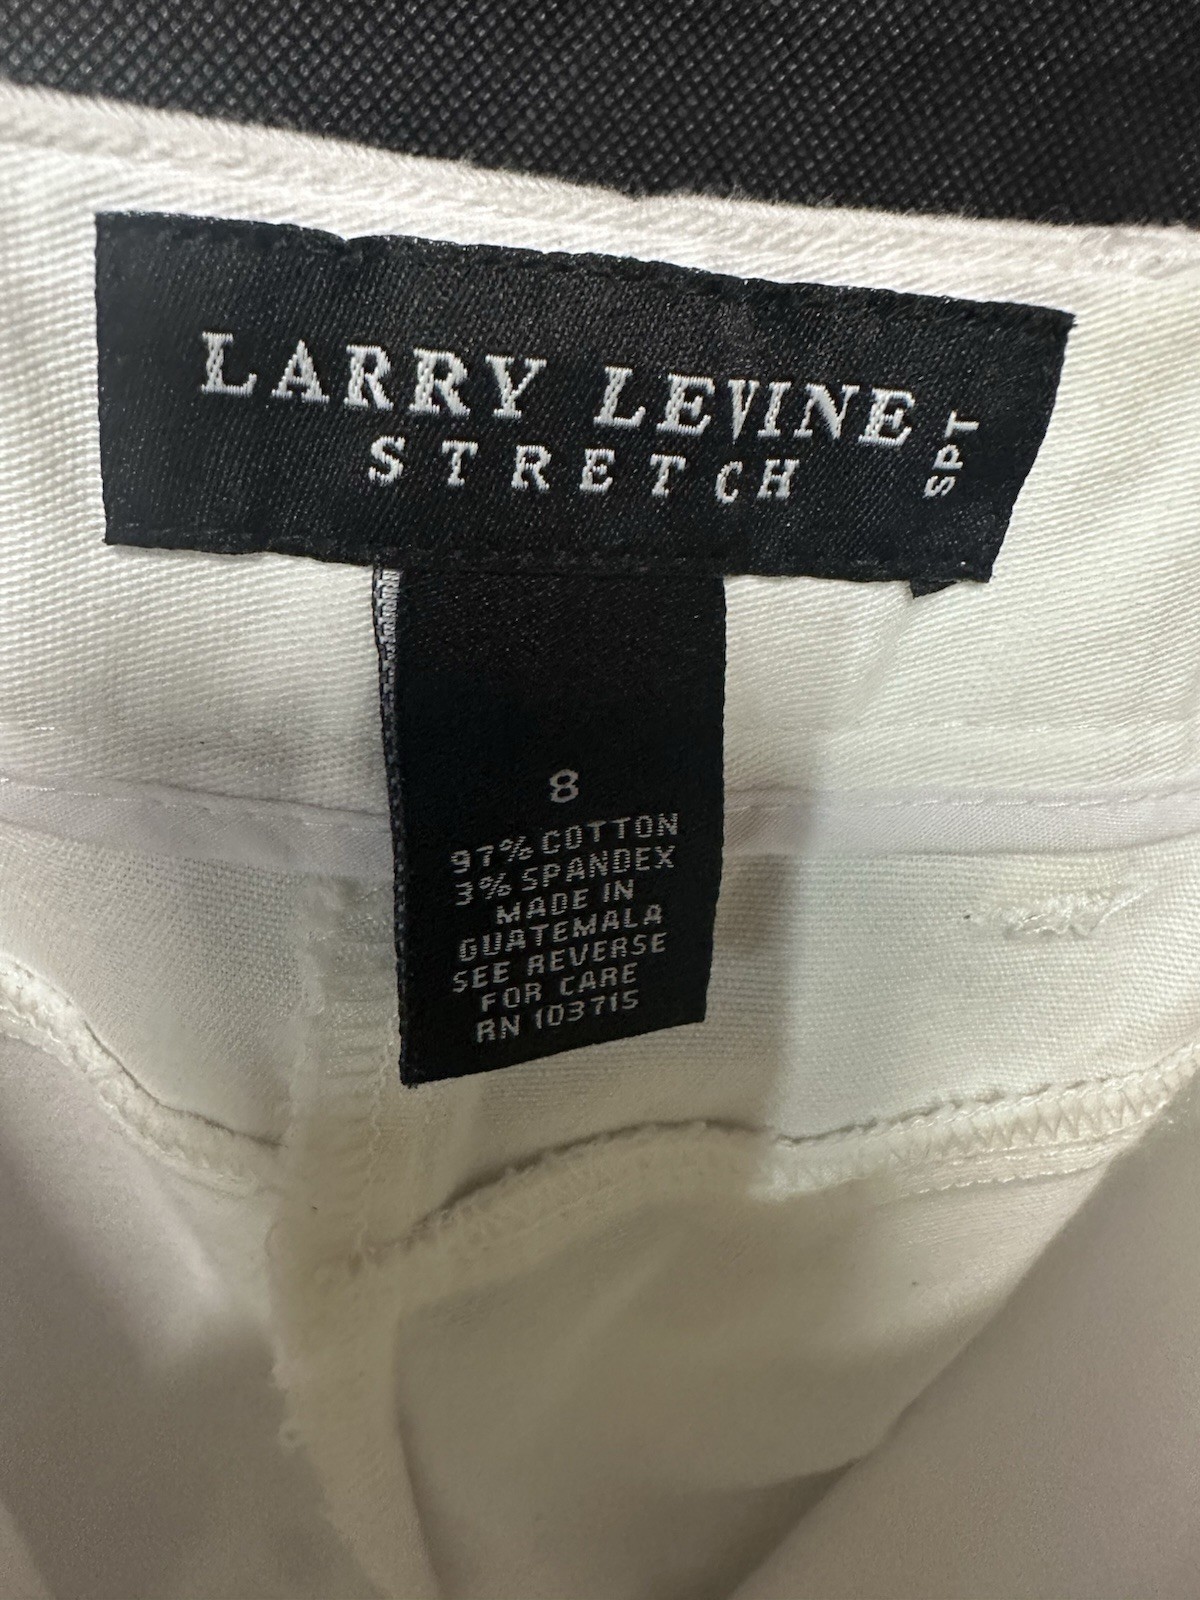 LARRY LEVINE
STRETCH
SPT
8
97% COTTON
3% SPANDEX
MADE IN
GUATEMALA
SEE REVERSE
FOR CARE
RN 103715